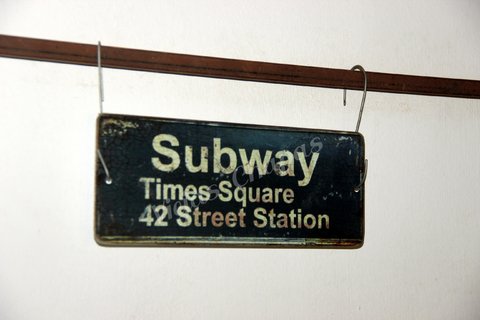 Subway
Times Square
42 Street Station